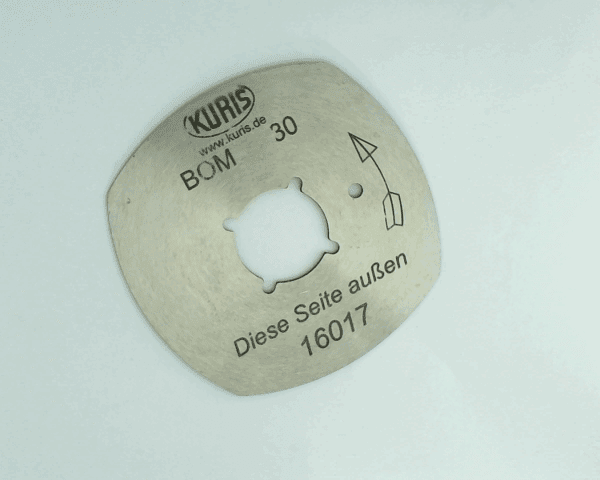 KURIS
www.kuris.de
BOM 30
Diese Seite außen
16017